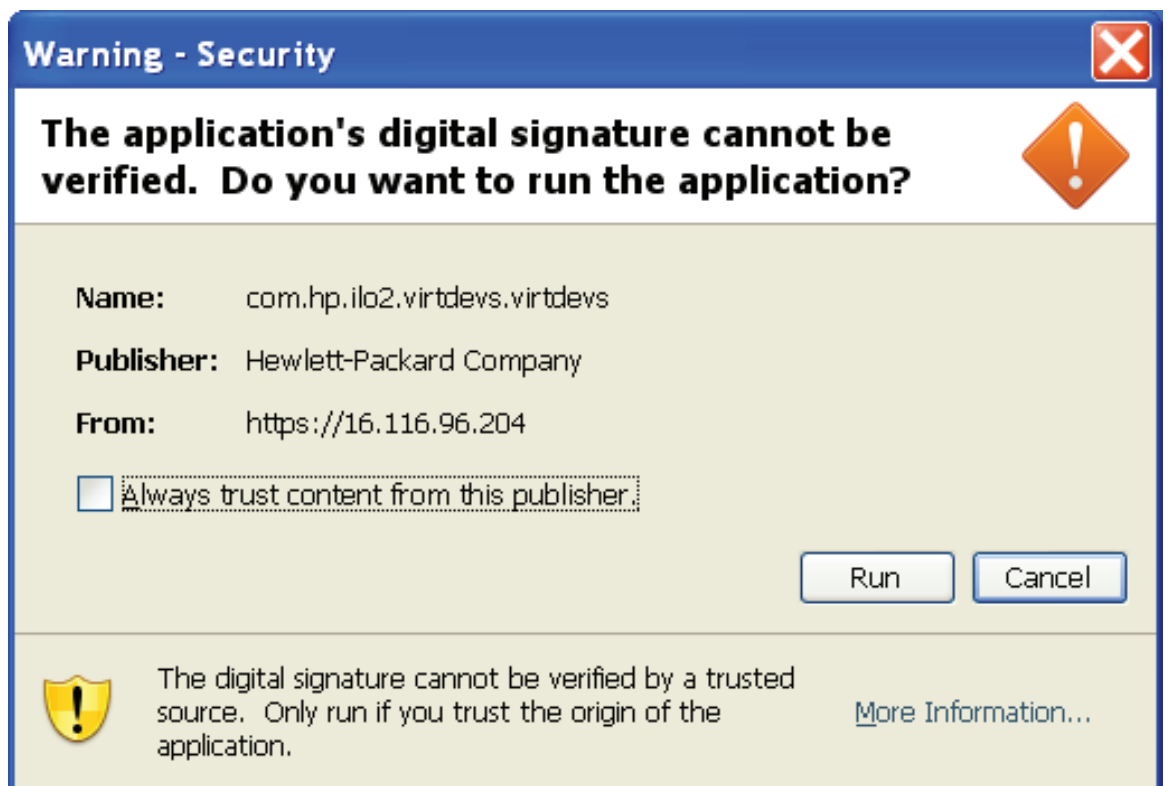 Warning - Security
The application's digital signature cannot be
verified.  Do you want to run the application?
Name: com.hp.ilo2.virtdevs.virtdevs
Publisher: Hewlett-Packard Company
From: https://16.116.96.204
Always trust content from this publisher.
Run Cancel
The digital signature cannot be verified by a trusted
source.  Only run if you trust the origin of the
application.
More Information...